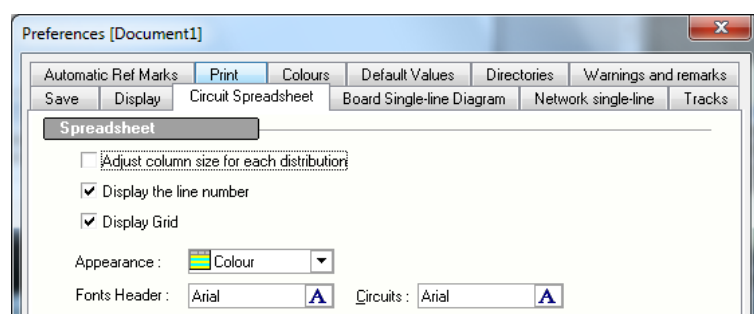 Preferences [Document1]
Automatic Ref Marks Print Colours Default Values Directories Warnings and remarks
Save Display Circuit Spreadsheet Board Single-line Diagram Network single-line Tracks
Spreadsheet
Adjust column size for each distribution
Display the line number
Display Grid
Appearance : Colour
Fonts Header : Arial A Circuits : Arial A